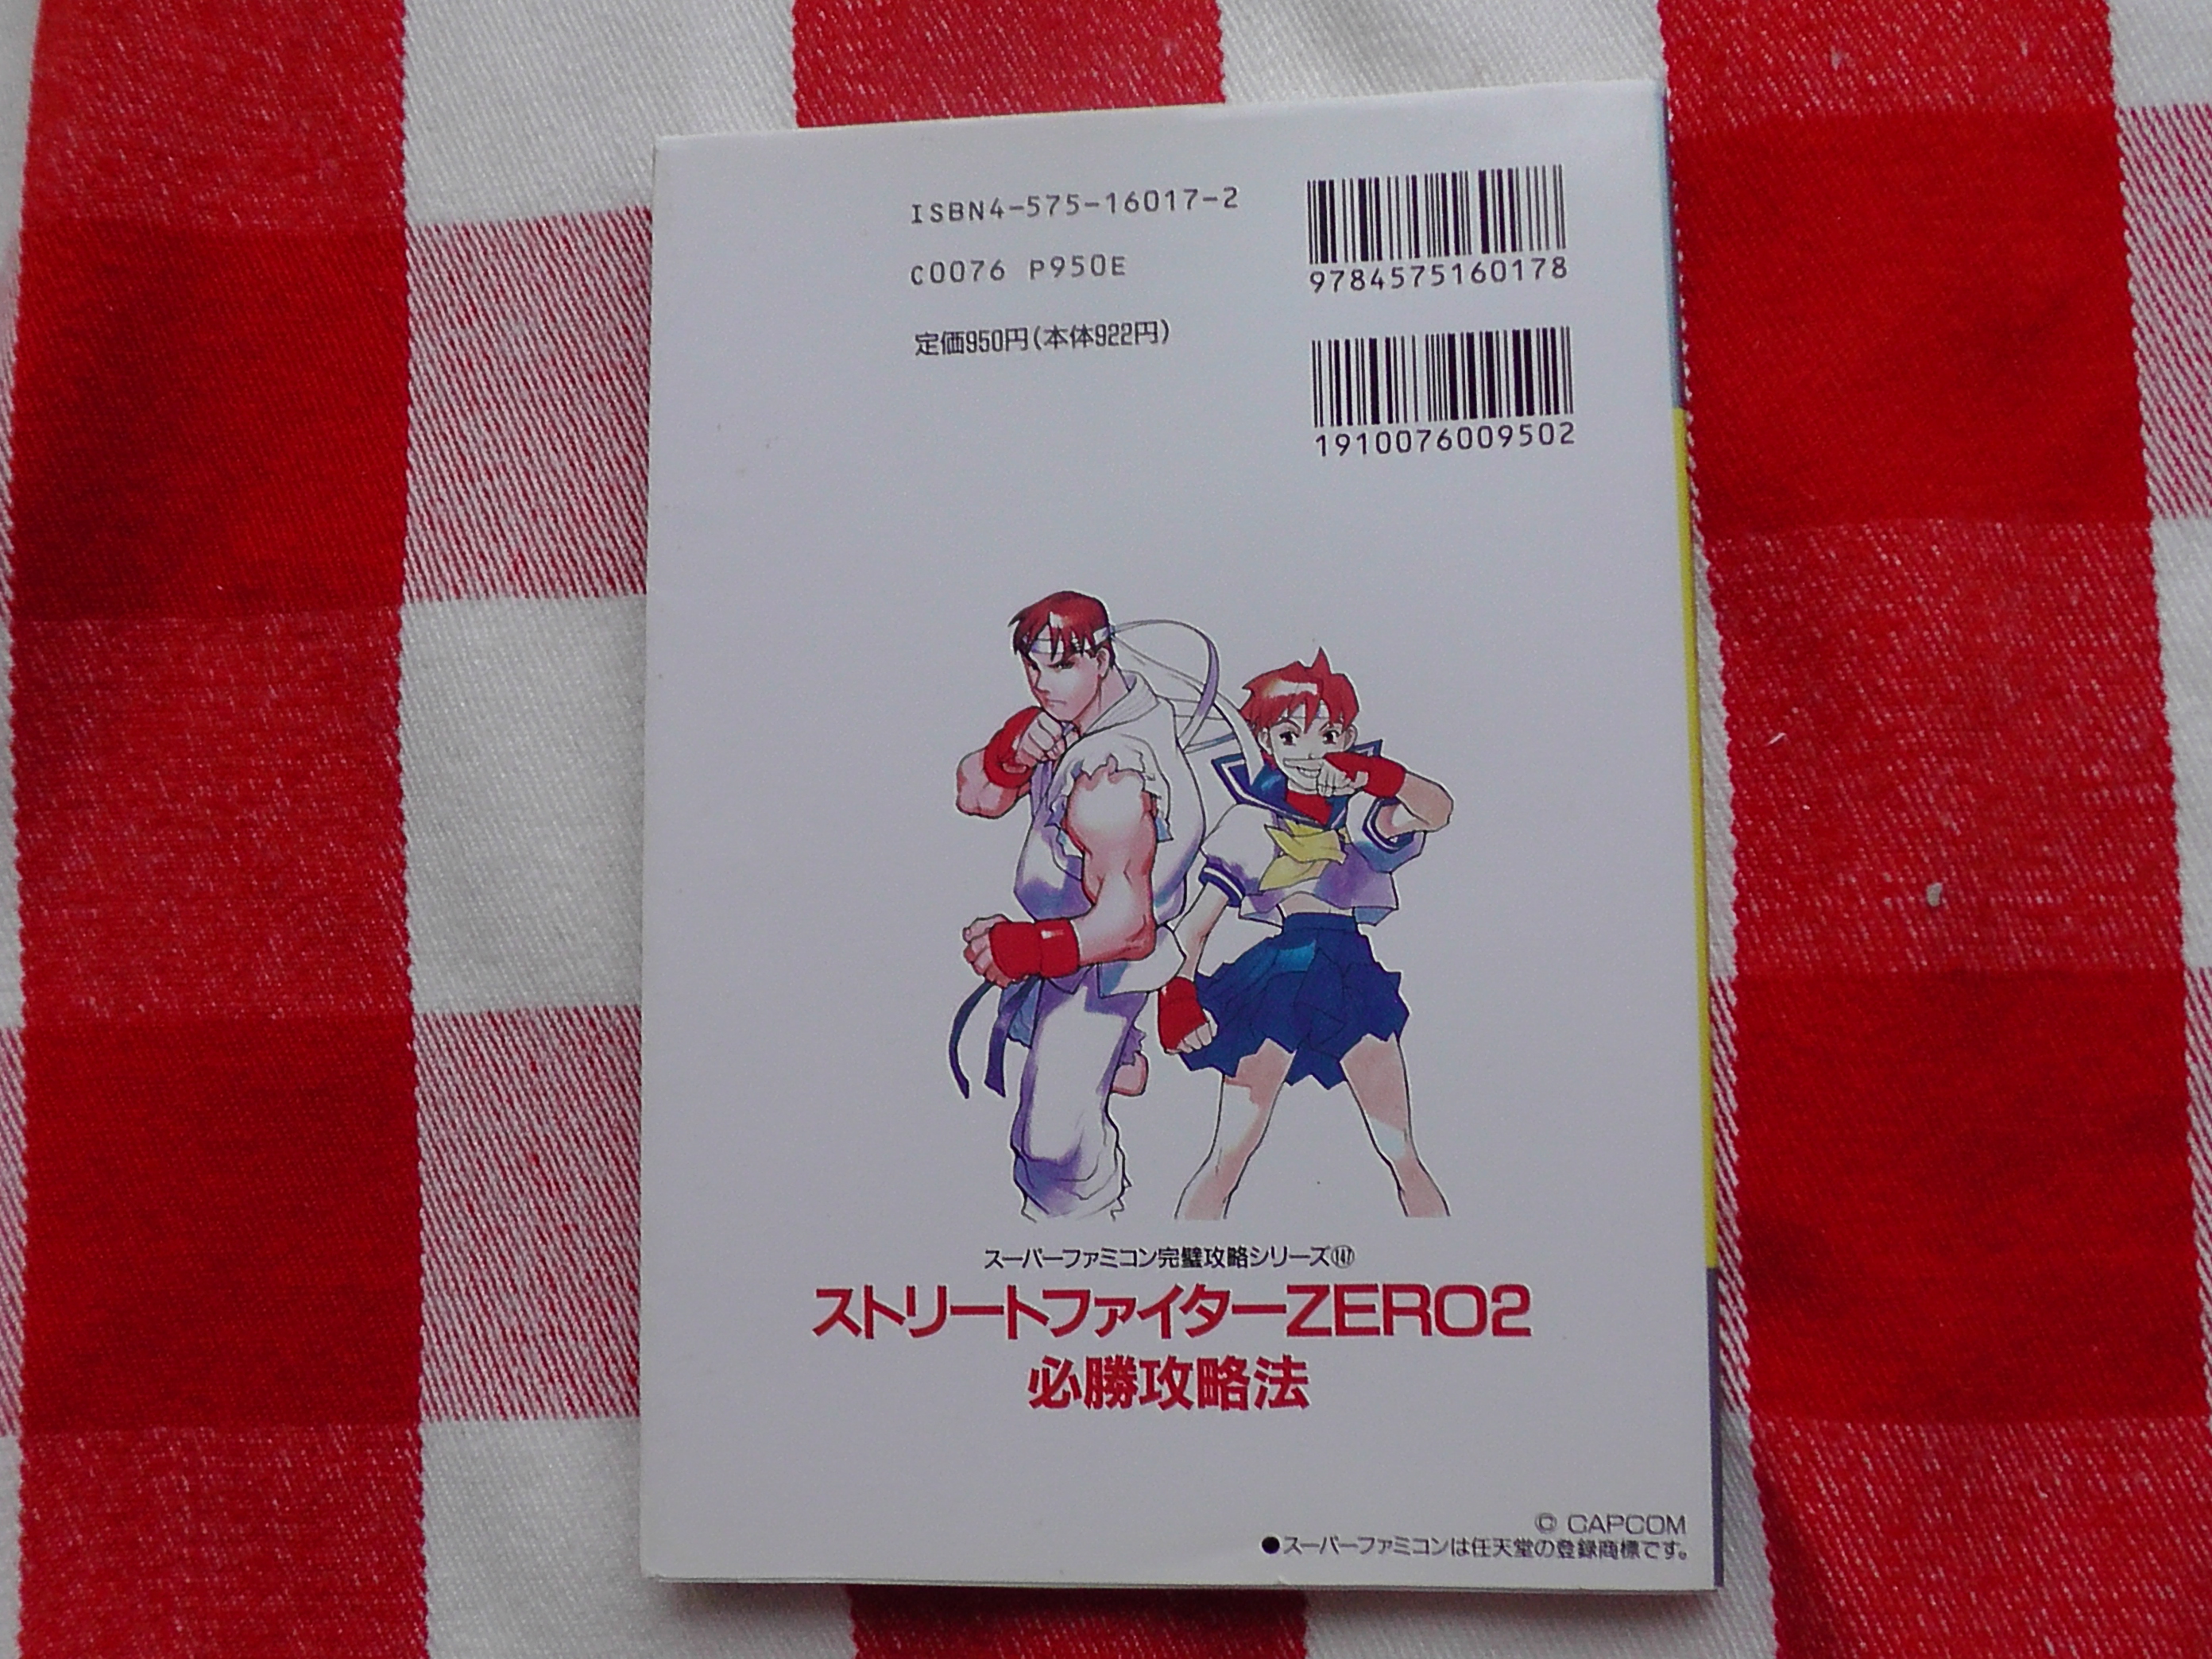 ISBN4-575-16017-2
C0076 P950E
定価950円(本体922円)
9784575160178
1910076009502
スーパーファミコン完璧攻略シリーズ147
ストリートファイターZERO2
必勝攻略法
© CAPCOM
●スーパーファミコンは任天堂の登録商標です。